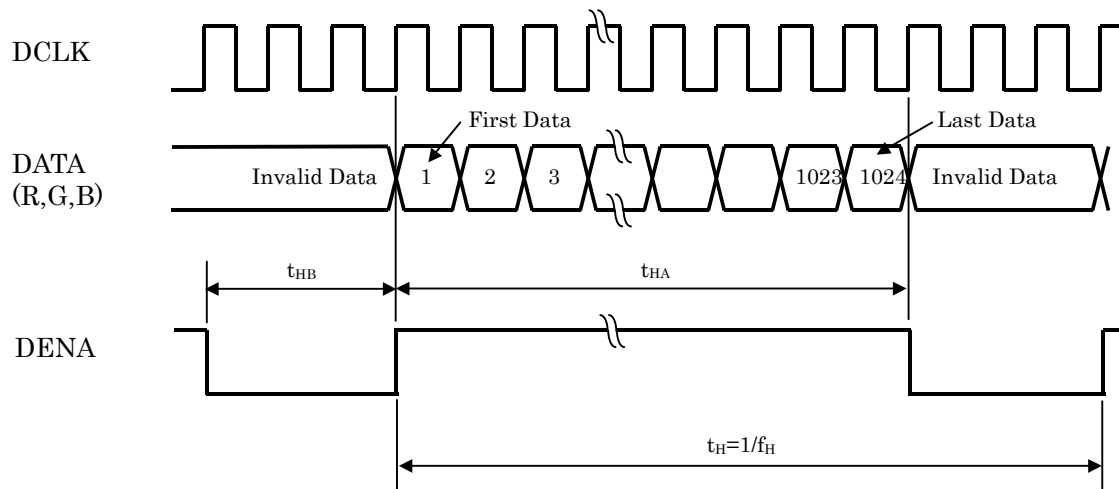 DCLK
First Data
Last Data
DATA
(R,G,B)
Invalid Data
1
2
3
1023
1024
Invalid Data
tHB
tHA
DENA
tH=1/fH